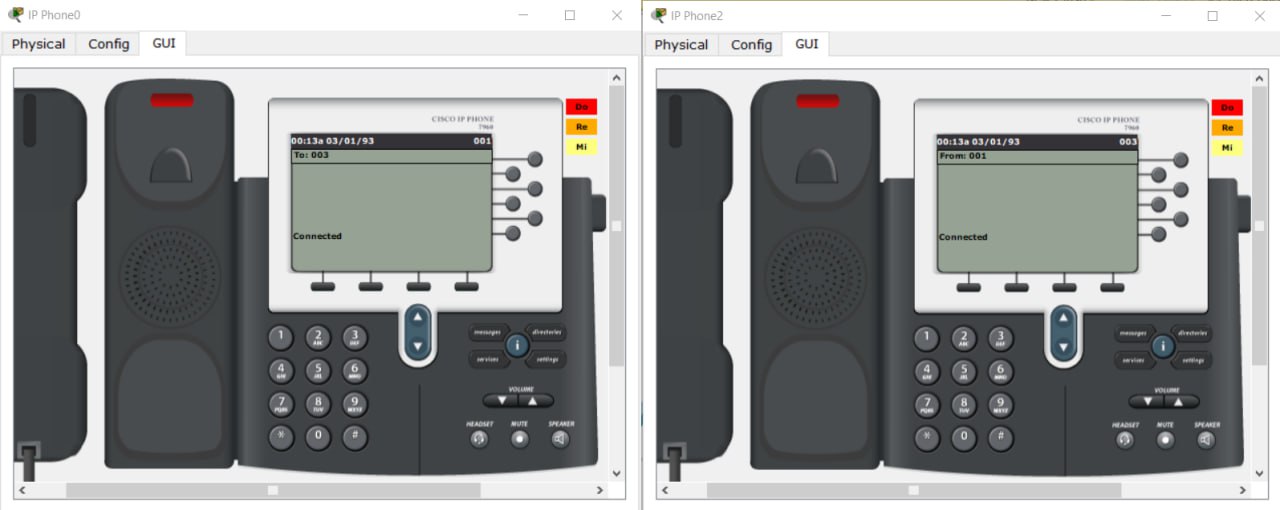 IP Phone0
Physical Config GUI
CISCO IP PHONE
7960
00:13a 03/01/93 001
To: 003
Connected
Do
Re
Mi
1 2 ABC 3 DEF
4 GHI 5 JKL 6 MNO
7 PQRS 8 TUV 9 WXYZ
* 0 #
messages directories
i
services settings
VOLUME
HEADSET MUTE SPEAKER
IP Phone2
Physical Config GUI
CISCO IP PHONE
7960
00:13a 03/01/93 003
From: 001
Connected
Do
Re
Mi
1 2 ABC 3 DEF
4 GHI 5 JKL 6 MNO
7 PQRS 8 TUV 9 WXYZ
* 0 #
messages directories
i
services settings
VOLUME
HEADSET MUTE SPEAKER